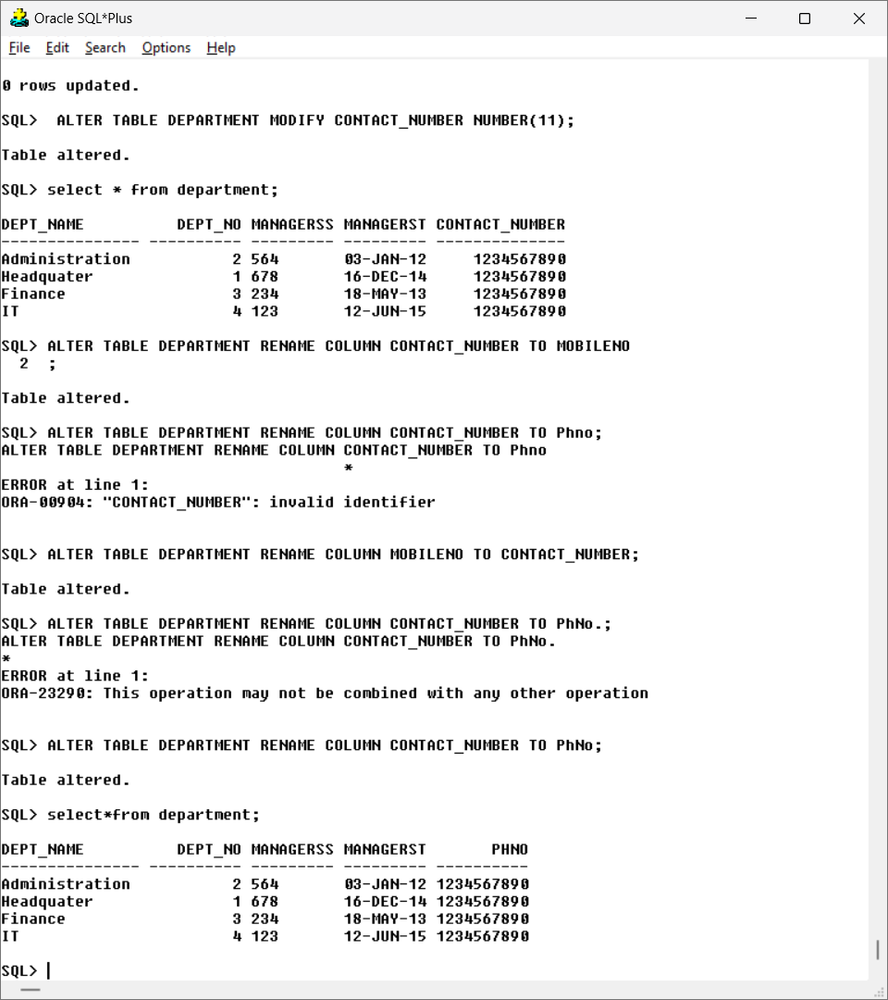 Oracle SQL*Plus
File Edit Search Options Help
0 rows updated.
SQL>  ALTER TABLE DEPARTMENT MODIFY CONTACT_NUMBER NUMBER(11);
Table altered.
SQL> select * from department;
DEPT_NAME          DEPT_NO MANAGERSS MANAGERST CONTACT_NUMBER
--------------- ---------- --------- --------- --------------
Administration           2 564       03-JAN-12     1234567890
Headquater               1 678       16-DEC-14     1234567890
Finance                  3 234       18-MAY-13     1234567890
IT                       4 123       12-JUN-15     1234567890
SQL> ALTER TABLE DEPARTMENT RENAME COLUMN CONTACT_NUMBER TO MOBILENO
  2  ;
Table altered.
SQL> ALTER TABLE DEPARTMENT RENAME COLUMN CONTACT_NUMBER TO Phno;
ALTER TABLE DEPARTMENT RENAME COLUMN CONTACT_NUMBER TO Phno
                                     *
ERROR at line 1:
ORA-00904: "CONTACT_NUMBER": invalid identifier
SQL> ALTER TABLE DEPARTMENT RENAME COLUMN MOBILENO TO CONTACT_NUMBER;
Table altered.
SQL> ALTER TABLE DEPARTMENT RENAME COLUMN CONTACT_NUMBER TO PhNo.;
ALTER TABLE DEPARTMENT RENAME COLUMN CONTACT_NUMBER TO PhNo.
*
ERROR at line 1:
ORA-23290: This operation may not be combined with any other operation
SQL> ALTER TABLE DEPARTMENT RENAME COLUMN CONTACT_NUMBER TO PhNo;
Table altered.
SQL> select*from department;
DEPT_NAME          DEPT_NO MANAGERSS MANAGERST       PHNO
--------------- ---------- --------- --------- ----------
Administration           2 564       03-JAN-12 1234567890
Headquater               1 678       16-DEC-14 1234567890
Finance                  3 234       18-MAY-13 1234567890
IT                       4 123       12-JUN-15 1234567890
SQL>